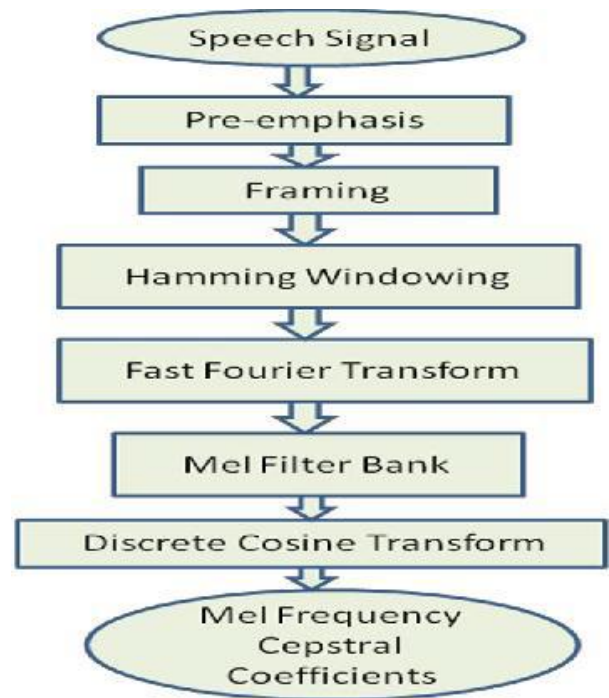 Speech Signal
Pre-emphasis
Framing
Hamming Windowing
Fast Fourier Transform
Mel Filter Bank
Discrete Cosine Transform
Mel Frequency
Cepstral
Coefficients